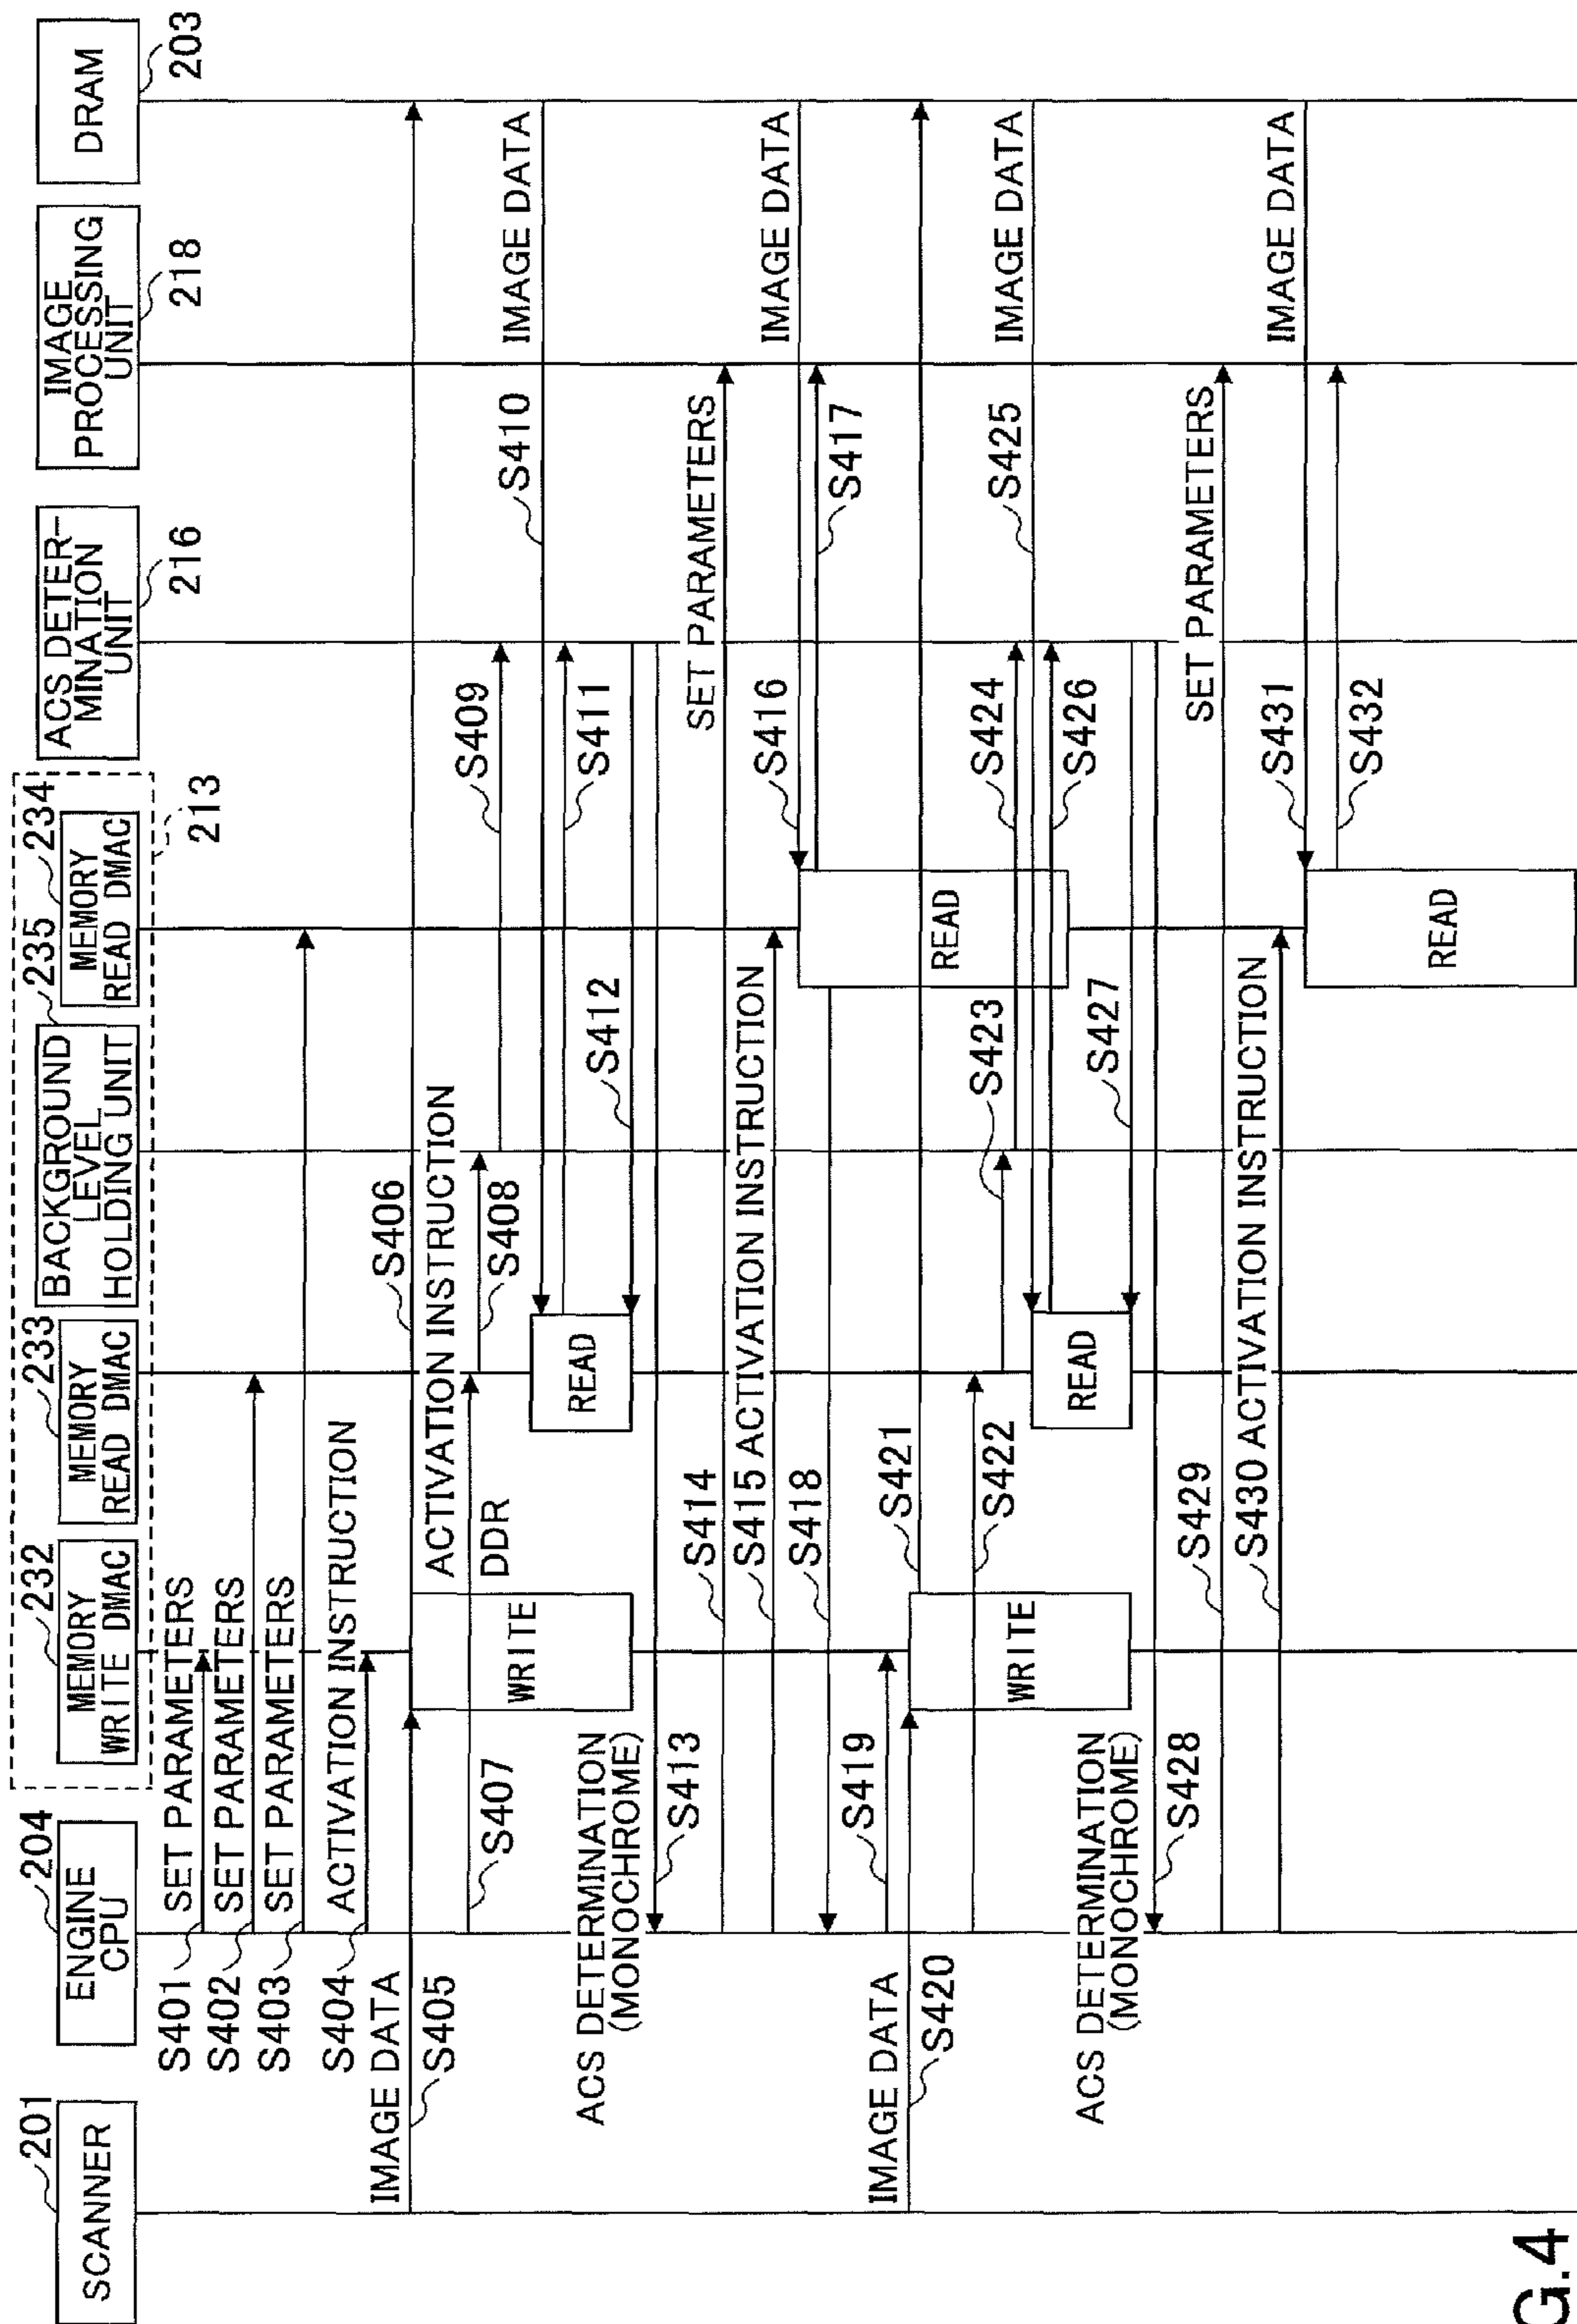 SCANNER
201
ENGINE
CPU
204
MEMORY
WRITE DMAC
232
MEMORY
READ DMAC
233
BACKGROUND
LEVEL
HOLDING UNIT
235
MEMORY
READ DMAC
234
213
ACS DETER-
MINATION
UNIT
216
IMAGE
PROCESSING
UNIT
218
DRAM
203
S401
SET PARAMETERS
S402
SET PARAMETERS
S403
SET PARAMETERS
S404
ACTIVATION INSTRUCTION
IMAGE DATA
S405
S406
ACTIVATION INSTRUCTION
S407
DDR
S408
S409
S410
IMAGE DATA
READ
S411
WRITE
S412
ACS DETERMINATION
(MONOCHROME)
S413
S414
SET PARAMETERS
S415 ACTIVATION INSTRUCTION
S416
IMAGE DATA
S417
READ
S418
S419
IMAGE DATA
S420
S421
WRITE
S422
S423
S424
S425
IMAGE DATA
READ
S426
S427
ACS DETERMINATION
(MONOCHROME)
S428
S429
SET PARAMETERS
S430 ACTIVATION INSTRUCTION
S431
IMAGE DATA
S432
READ
G.4